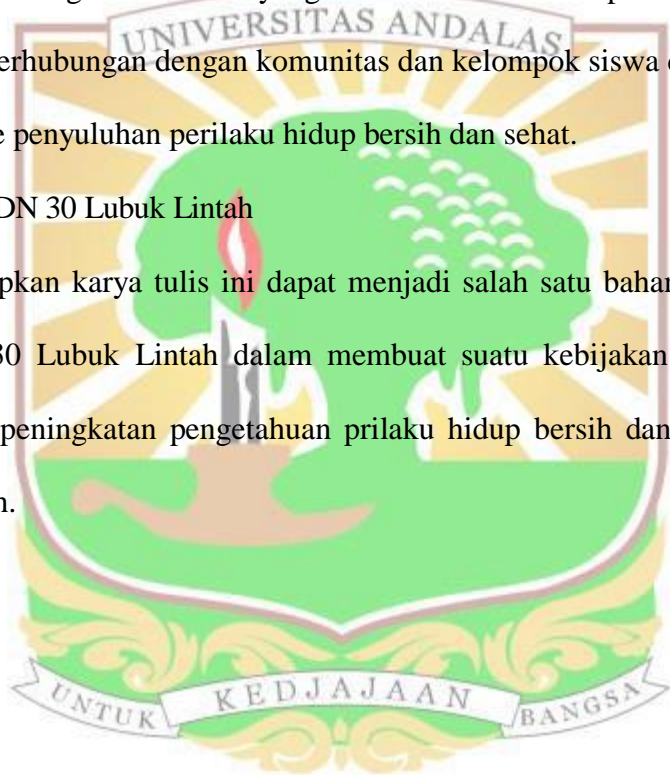 UNIVERSITAS ANDALAS
erhubungan dengan komunitas dan kelompok siswa
penyuluhan perilaku hidup bersih dan sehat.
DN 30 Lubuk Lintah
pkan karya tulis ini dapat menjadi salah satu bahan
30 Lubuk Lintah dalam membuat suatu kebijakan
peningkatan pengetahuan prilaku hidup bersih dan
n.
UNTUK KEDJAJAAN BANGSA